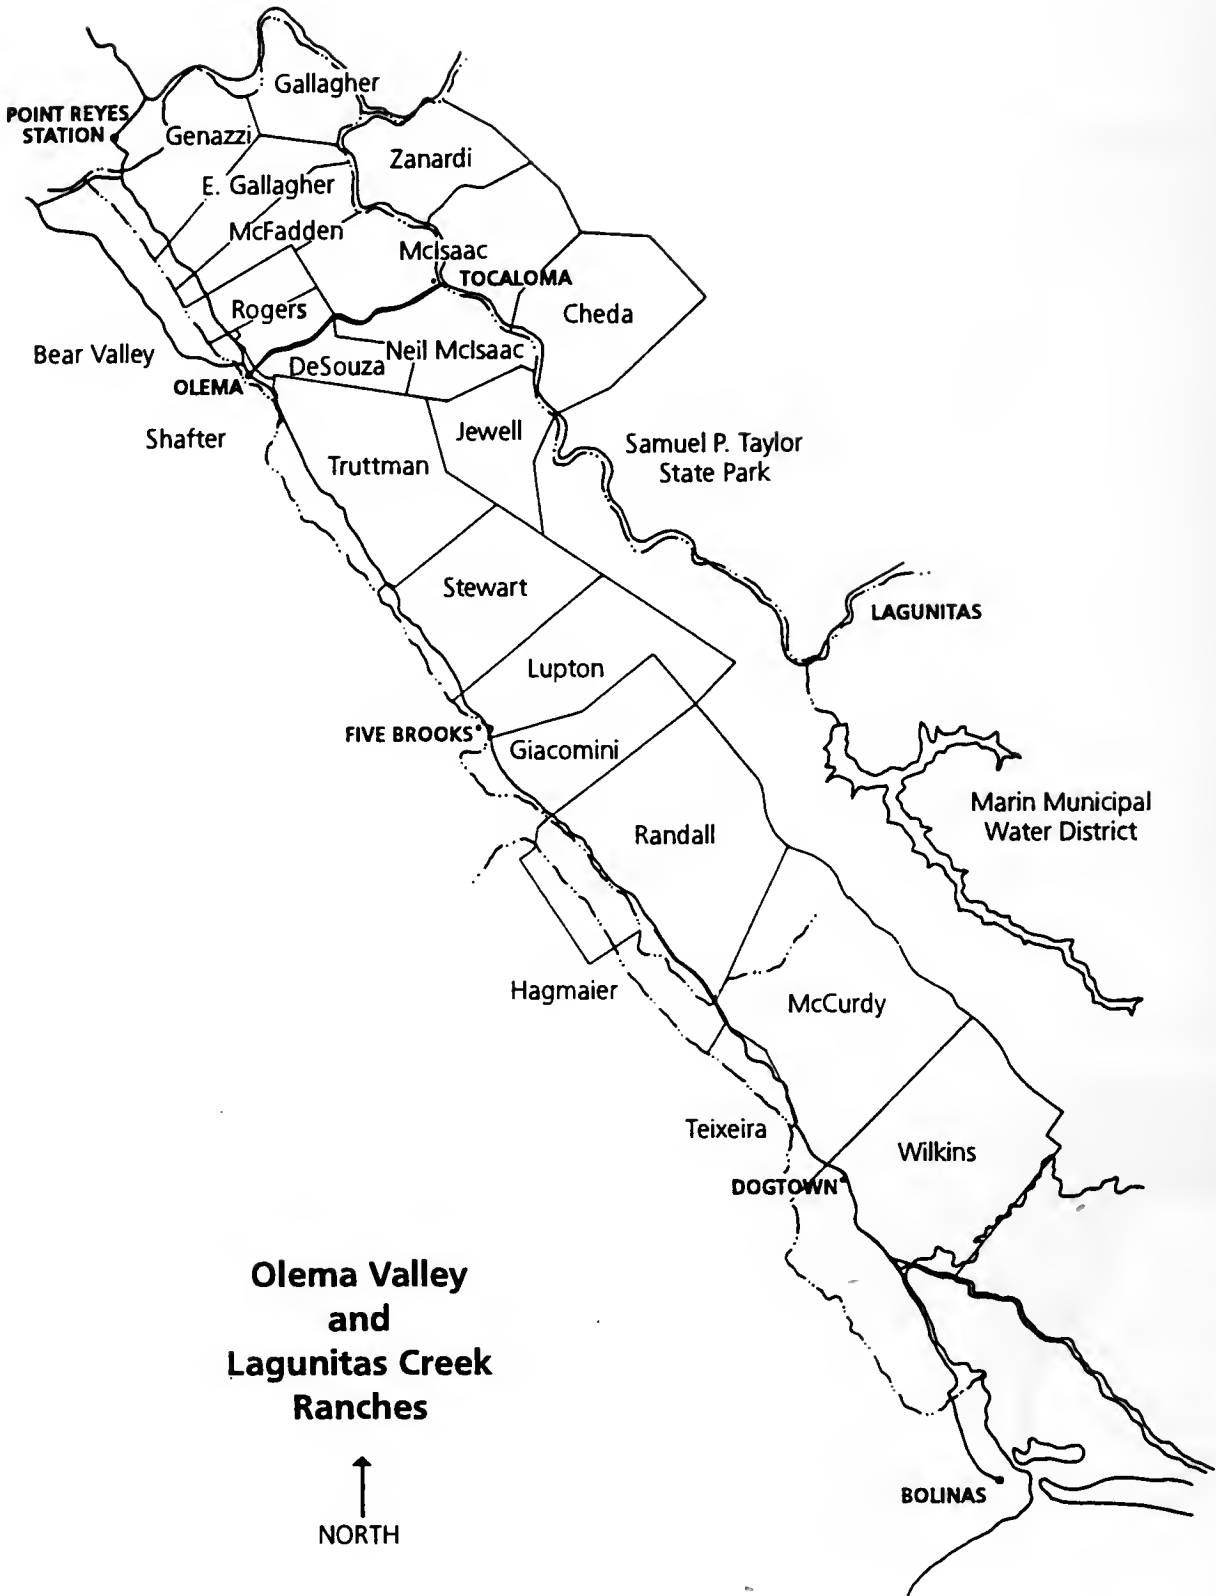 Gallagher
POINT REYES
STATION
Genazzi
Zanardi
E. Gallagher
McFadden
McIsaac
TOCALOMA
Rogers
Cheda
Bear Valley
Neil McIsaac
DeSouza
OLEMA
Shafter
Jewell
Samuel P. Taylor
State Park
Truttman
Stewart
LAGUNITAS
Lupton
FIVE BROOKS
Giacomini
Marin Municipal
Water District
Randall
Hagmaier
McCurdy
Teixeira
Wilkins
DOGTOWN
Olema Valley
and
Lagunitas Creek
Ranches
NORTH
BOLINAS